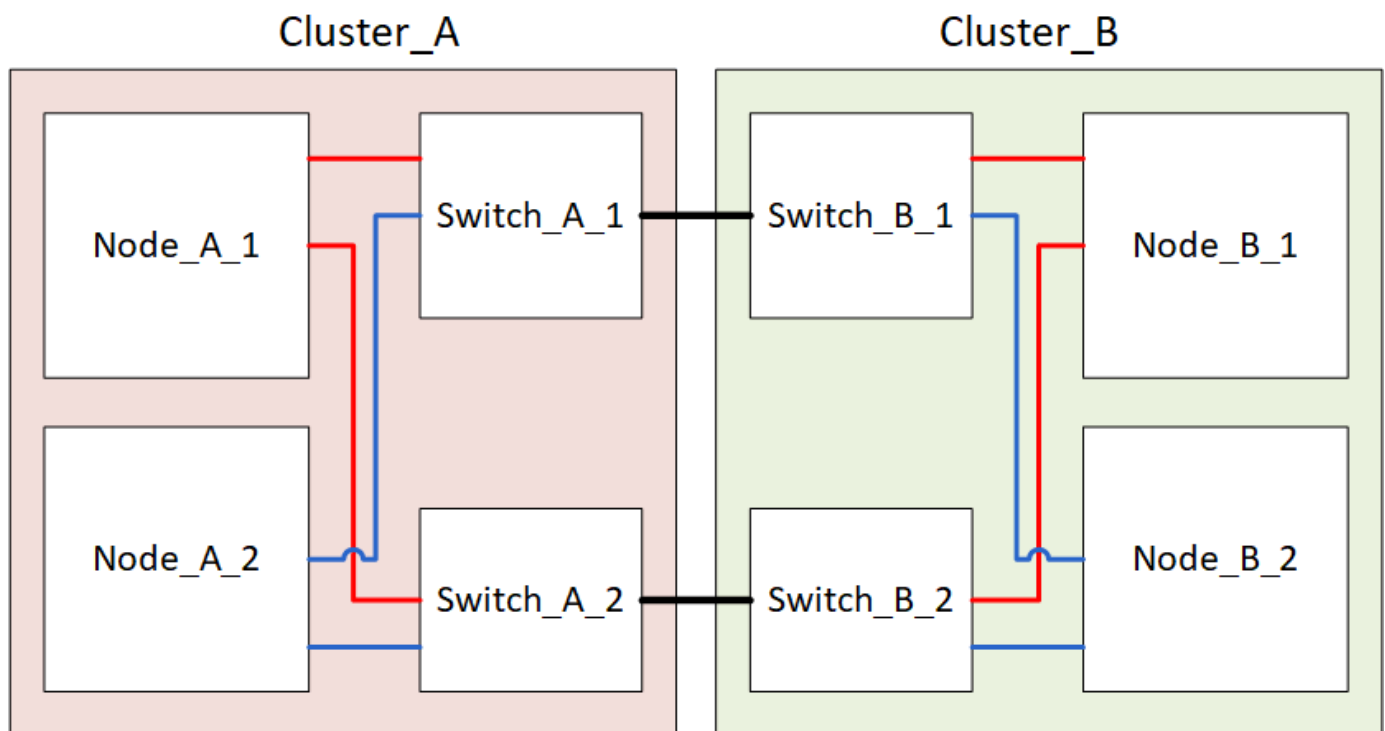 Cluster_A
Cluster_B
Node_A_1
Switch_A_1
Switch_B_1
Node_B_1
Node_A_2
Switch_A_2
Switch_B_2
Node_B_2